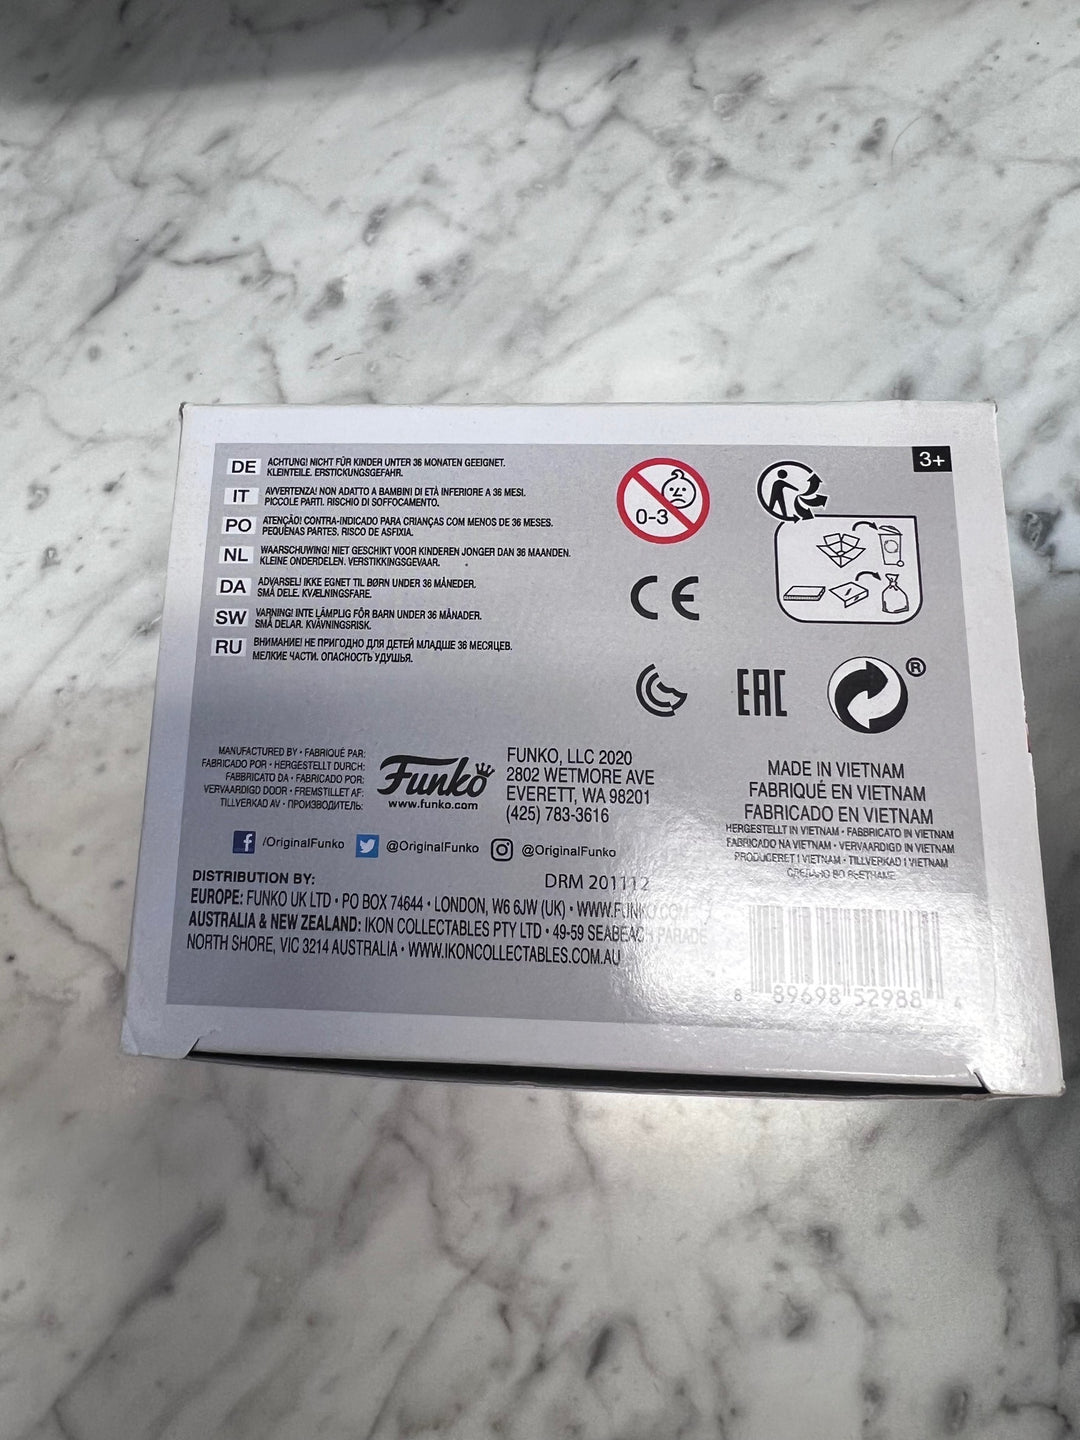 DE ACHTUNG! NICHT FÜR KINDER UNTER 36 MONATEN GEEIGNET.
KLEINTEILE. ERSTICKUNGSGEFAHR.
IT AVVERTENZA! NON ADATTO A BAMBINI DI ETÀ INFERIORE A 36 MESI.
PICCOLE PARTI. RISCHIO DI SOFFOCAMENTO.
PO ATENÇÃO! CONTRA-INDICADO PARA CRIANÇAS COM MENOS DE 36 MESES.
PEQUENAS PARTES, RISCO DE ASFIXIA.
NL WAARSCHUWING! NIET GESCHIKT VOOR KINDEREN JONGER DAN 36 MAANDEN.
KLEINE ONDERDELEN. VERSTIKKINGSGEVAAR.
DA ADVARSEL! IKKE EGNET TIL BØRN UNDER 36 MÅNEDER.
SMÅ DELE. KVÆLNINGSFARE.
SW VARNING! INTE LÄMPLIG FÖR BARN UNDER 36 MÅNADER.
SMÅ DELAR. KVÄVNINGSRISK.
RU ВНИМАНИЕ! НЕ ПРИГОДНО ДЛЯ ДЕТЕЙ МЛАДШЕ 36 МЕСЯЦЕВ.
МЕЛКИЕ ЧАСТИ. ОПАСНОСТЬ УДУШЬЯ.
0-3
3+
CE
EAC
®
MANUFACTURED BY • FABRIQUÉ PAR:
FABRICADO POR • HERGESTELLT DURCH:
FABBRICATO DA • FABRICADO POR:
VERVAARDIGD DOOR • FREMSTILLET AF:
TILLVERKAD AV • ПРОИЗВОДИТЕЛЬ:
Funko
www.funko.com
FUNKO, LLC 2020
2802 WETMORE AVE
EVERETT, WA 98201
(425) 783-3616
f /OriginalFunko @OriginalFunko @OriginalFunko
MADE IN VIETNAM
FABRIQUÉ EN VIETNAM
FABRICADO EN VIETNAM
HERGESTELLT IN VIETNAM • FABBRICATO IN VIETNAM
FABRICADO NA VIETNAM • VERVAARDIGD IN VIETNAM
PRODUCERET I VIETNAM • TILLVERKAD I VIETNAM
DISTRIBUTION BY:
DRM 201112
EUROPE: FUNKO UK LTD • PO BOX 74644 • LONDON, W6 6JW (UK) • WWW.FUNKO.COM
AUSTRALIA & NEW ZEALAND: IKON COLLECTABLES PTY LTD • 49-59 SEABEACH PARADE
NORTH SHORE, VIC 3214 AUSTRALIA • WWW.IKONCOLLECTABLES.COM.AU
8 89698 52988 4